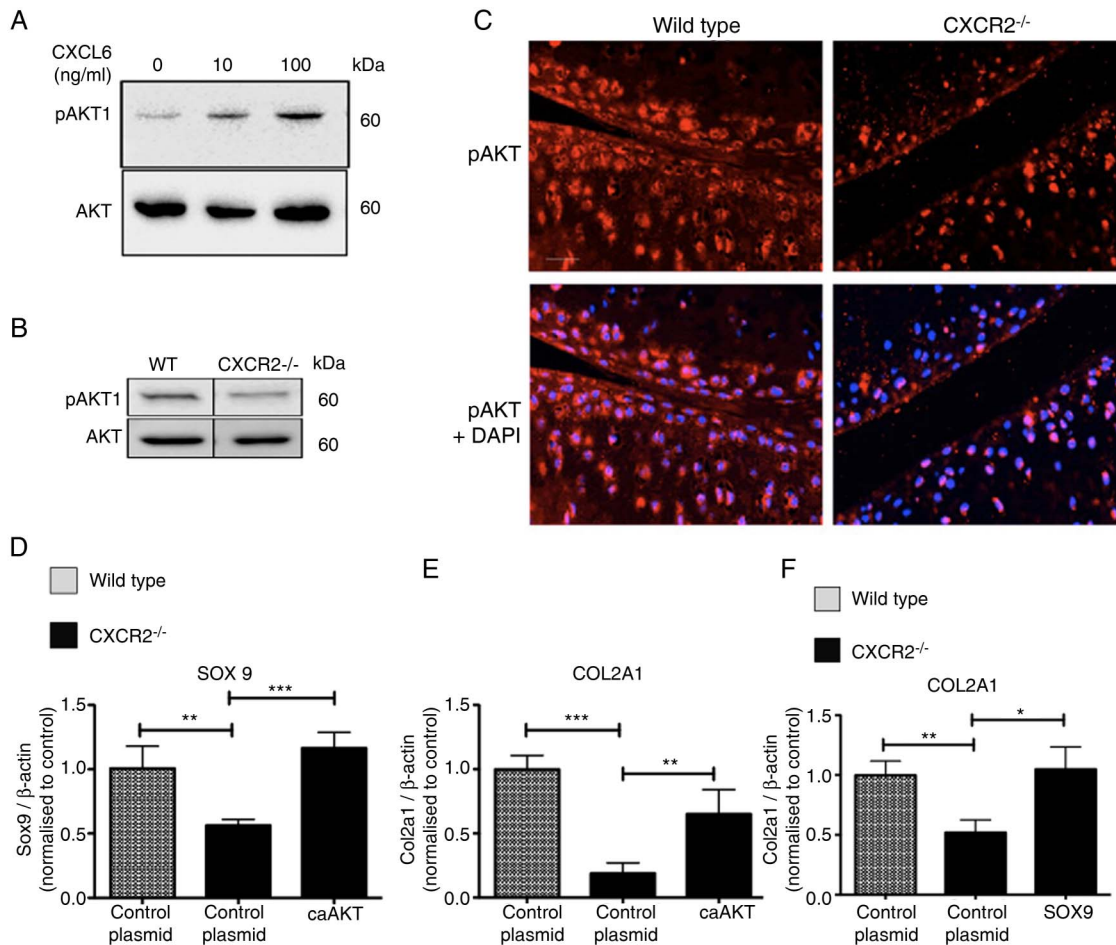 A
CXCL6
(ng/ml)
0 10 100 kDa
pAKT1 60
AKT 60
B
WT CXCR2-/- kDa
pAKT1 60
AKT 60
C
Wild type CXCR2-/-
pAKT
pAKT
+ DAPI
D
Wild type
CXCR2-/-
SOX 9
***
**
Sox9 / β-actin
(normalised to control)
1.5
1.0
0.5
0.0
Control
plasmid
Control
plasmid
caAKT
E
COL2A1
***
**
Col2a1 / β-actin
(normalised to control)
1.5
1.0
0.5
0.0
Control
plasmid
Control
plasmid
caAKT
F
Wild type
CXCR2-/-
COL2A1
*
**
Col2a1 / β-actin
(normalised to control)
1.5
1.0
0.5
0.0
Control
plasmid
Control
plasmid
SOX9